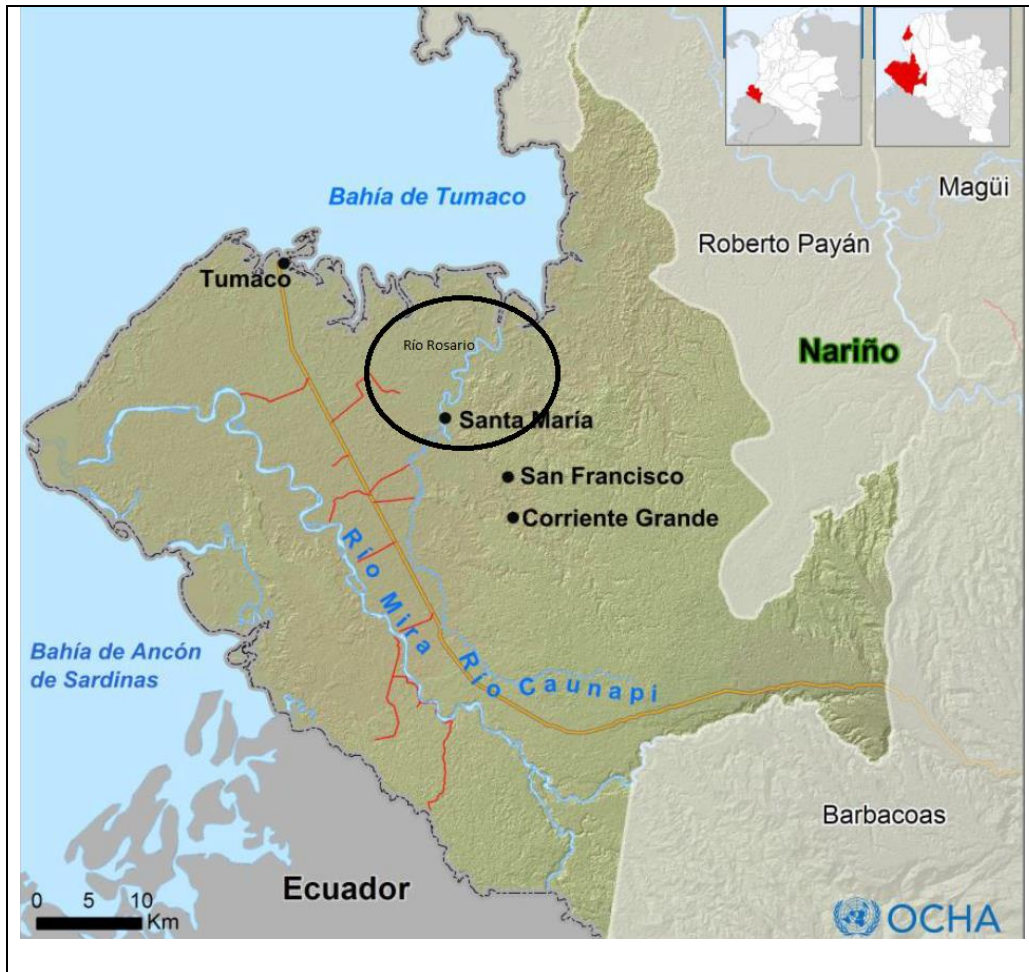 Bahía de Tumaco
Magüi
Roberto Payán
Tumaco
Río Rosario
Nariño
Santa María
San Francisco
Corriente Grande
Río Mira
Río Caunapi
Bahía de Ancón
de Sardinas
Barbacoas
Ecuador
0 5 10
Km
OCHA